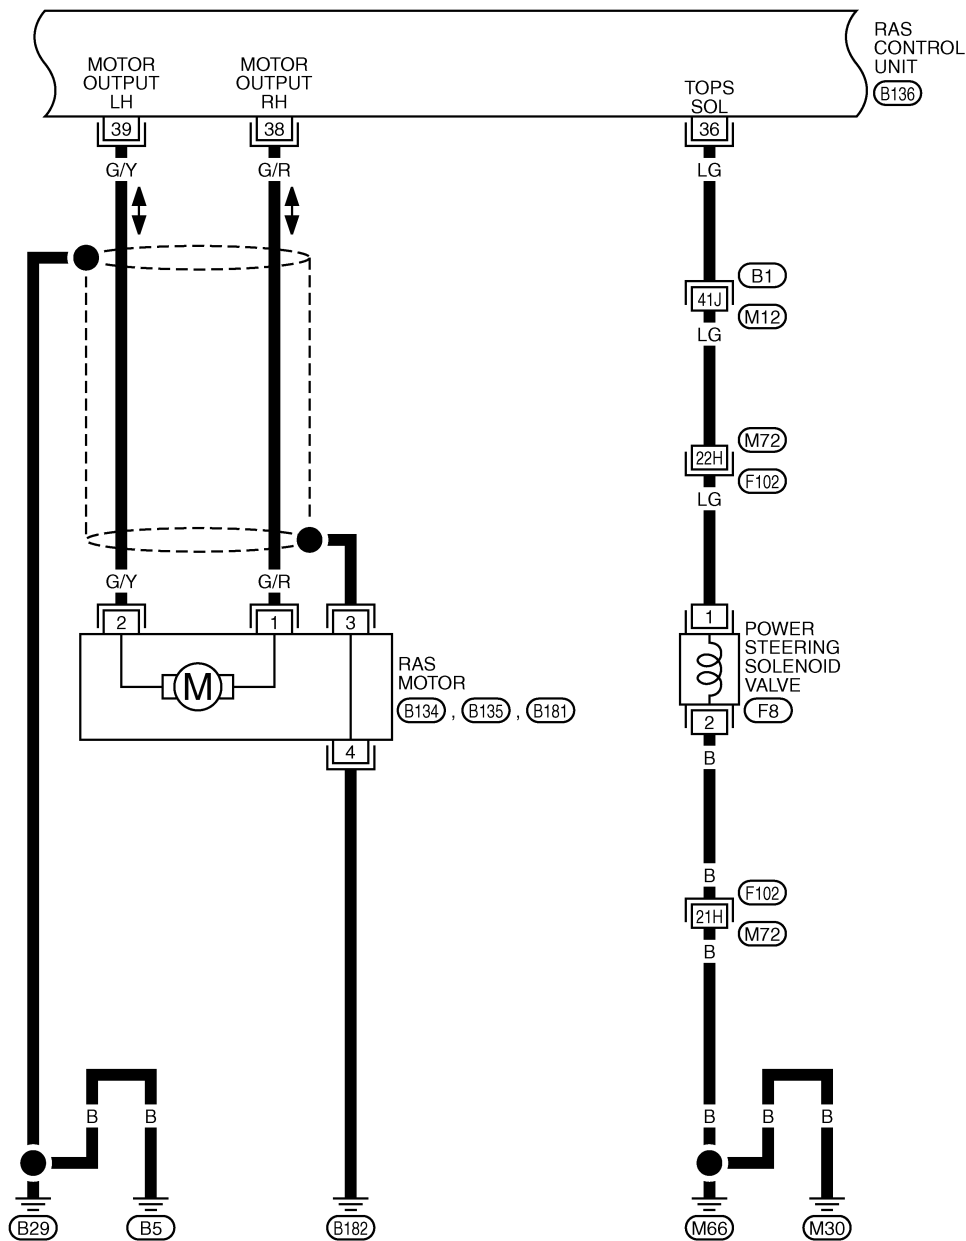 RAS
CONTROL
UNIT
B136
MOTOR
OUTPUT
LH
MOTOR
OUTPUT
RH
TOPS
SOL
39
38
36
G/Y
G/R
LG
B1
41J
M12
LG
M72
22H
F102
LG
G/Y
G/R
2
1
3
1
M
RAS
MOTOR
B134 , B135 , B181
POWER
STEERING
SOLENOID
VALVE
F8
4
2
B
B
F102
21H
M72
B
B
B
B
B
B
B29
B5
B182
M66
M30